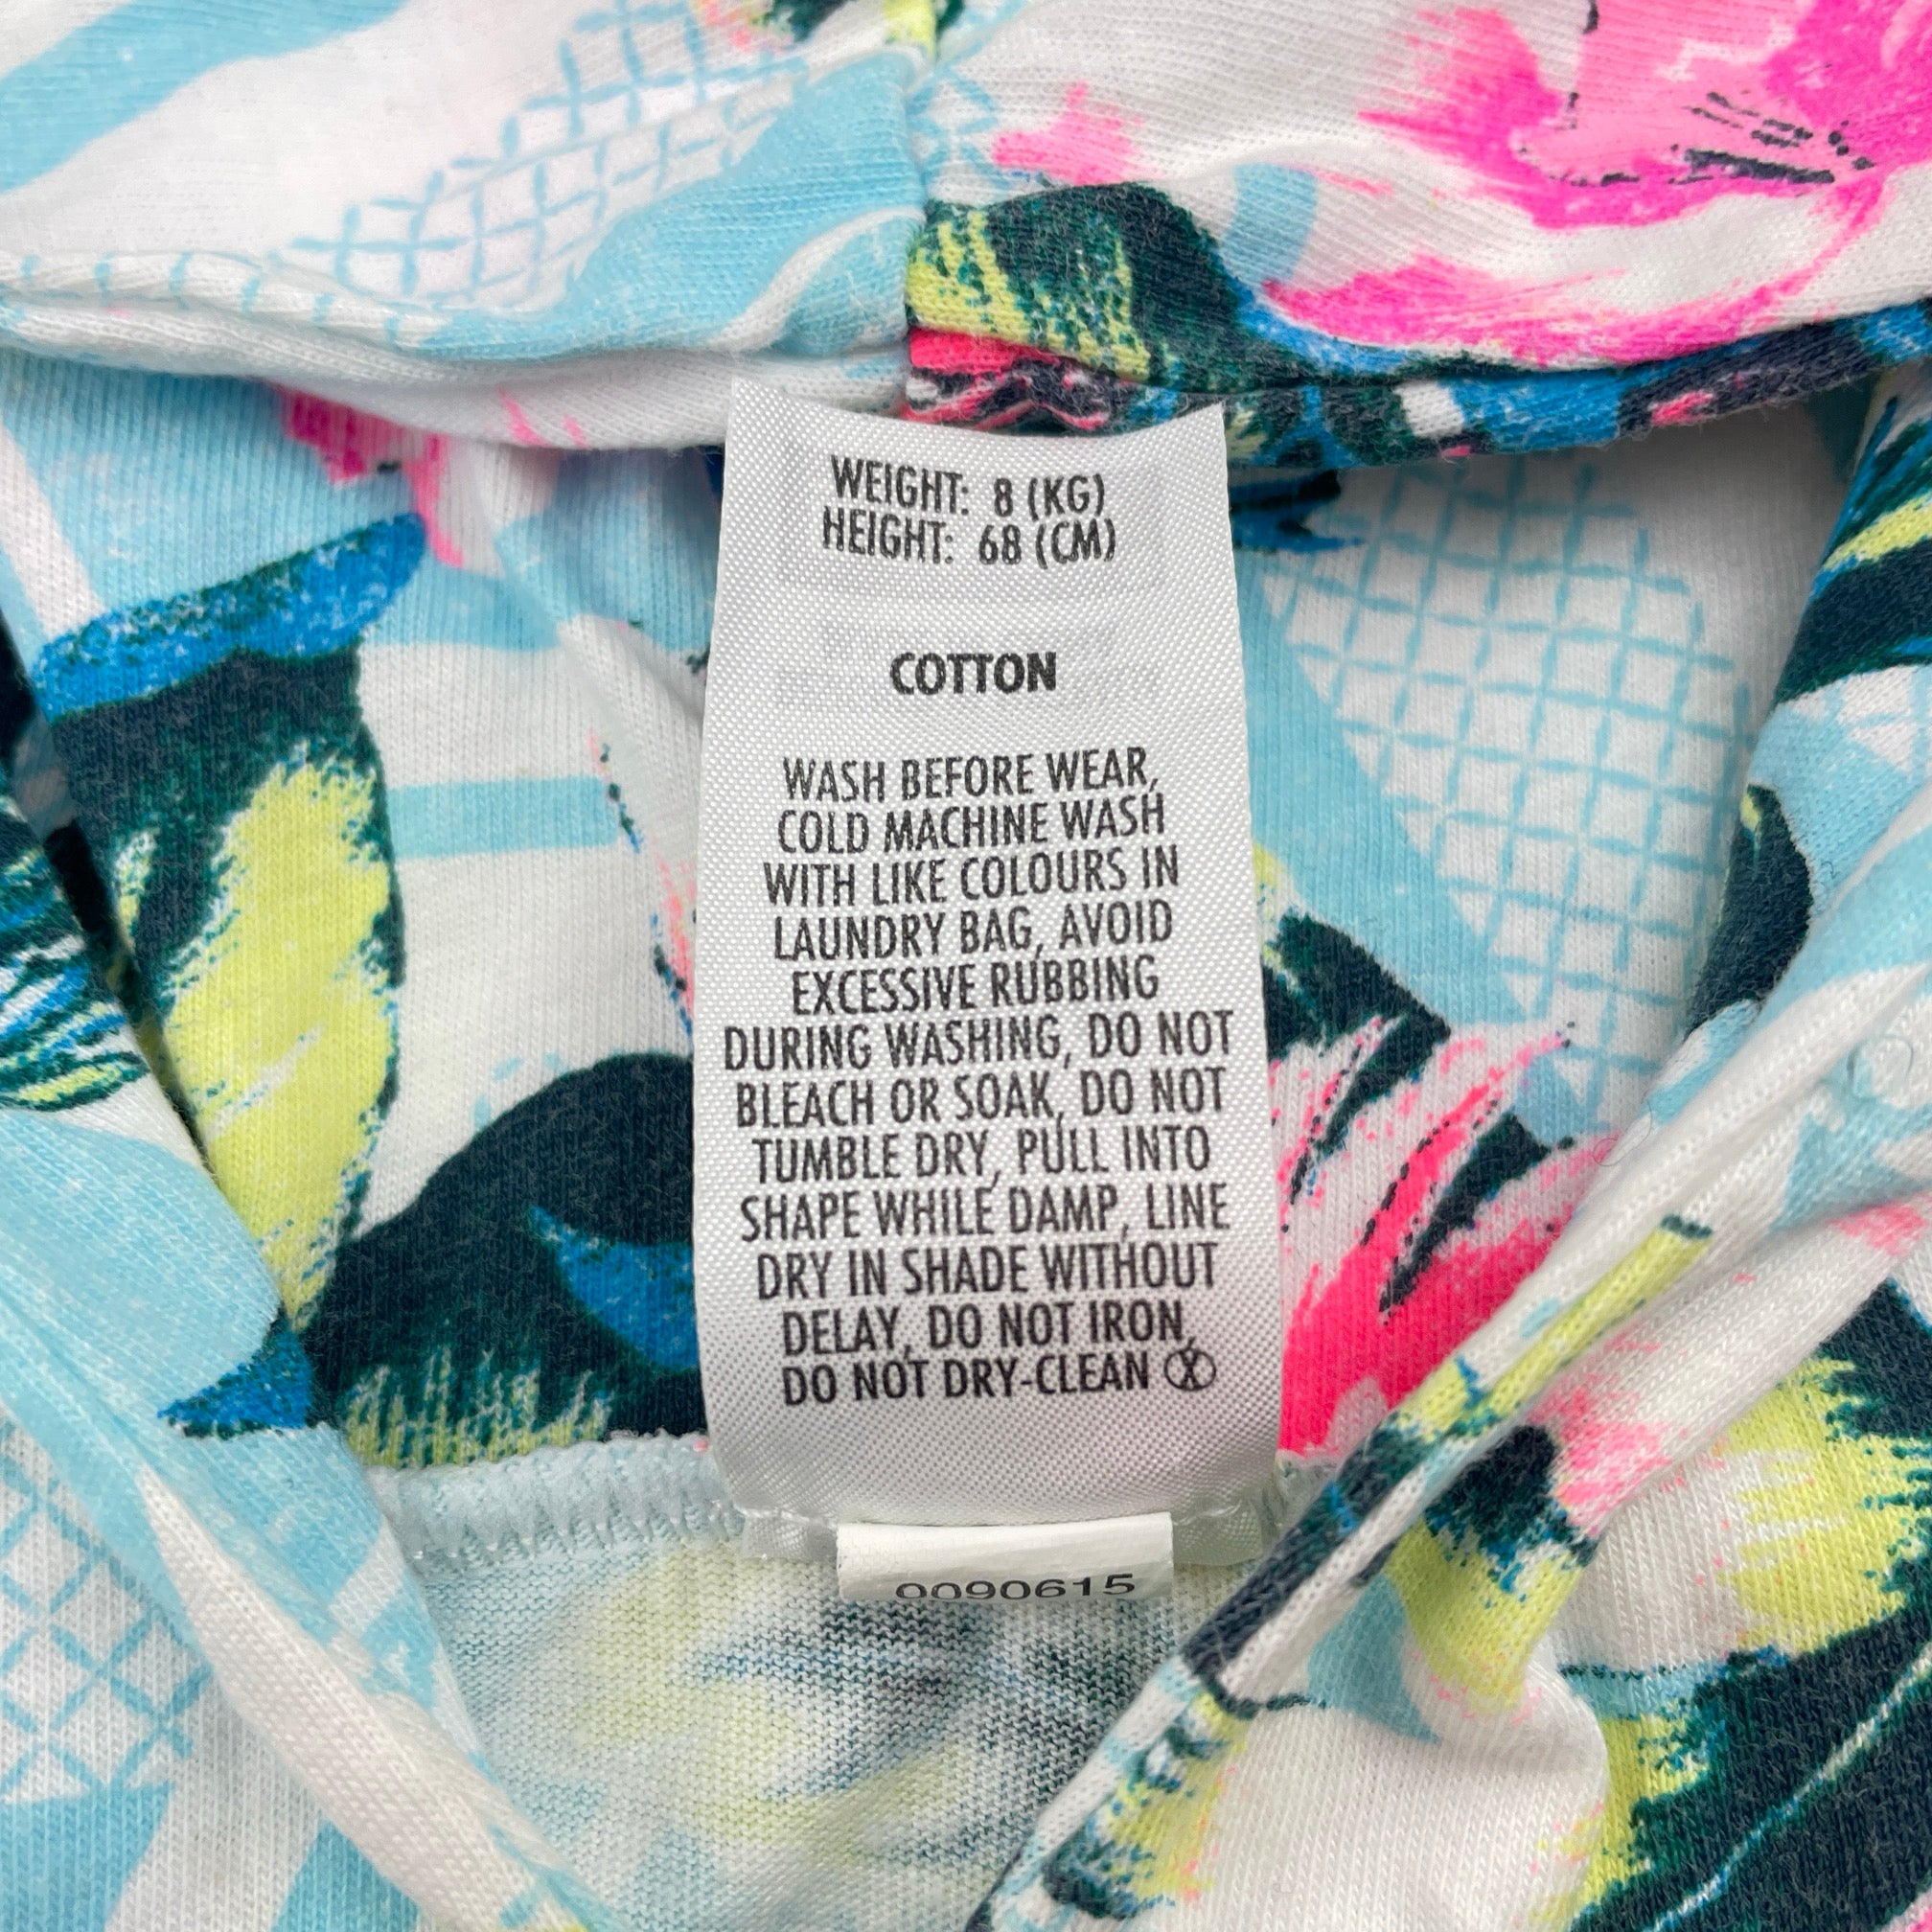 WEIGHT: 8 (KG)
HEIGHT: 68 (CM)
COTTON
WASH BEFORE WEAR,
COLD MACHINE WASH
WITH LIKE COLOURS IN
LAUNDRY BAG, AVOID
EXCESSIVE RUBBING
DURING WASHING, DO NOT
BLEACH OR SOAK, DO NOT
TUMBLE DRY, PULL INTO
SHAPE WHILE DAMP, LINE
DRY IN SHADE WITHOUT
DELAY, DO NOT IRON,
DO NOT DRY-CLEAN Ⓧ
0090615